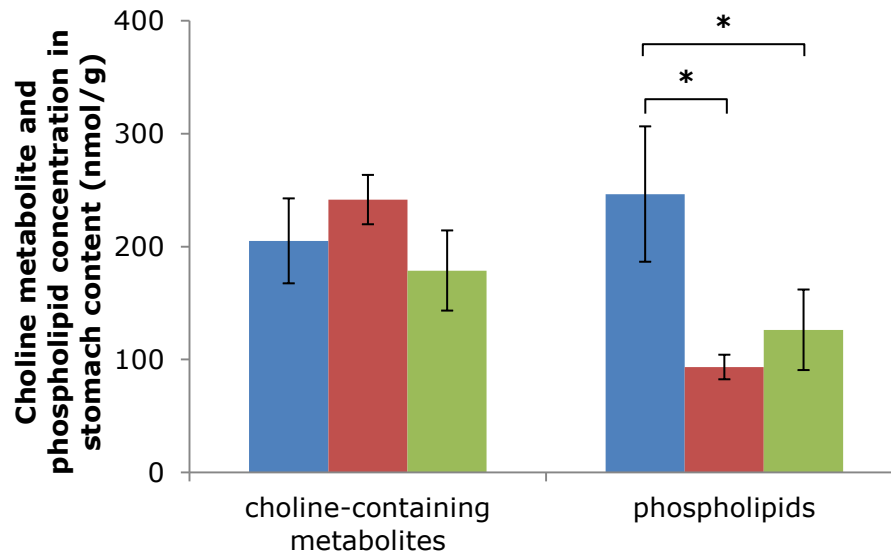 Choline metabolite and
phospholipid concentration in
stomach content (nmol/g)
400
300
200
100
0
*
*
choline-containing
metabolites
phospholipids